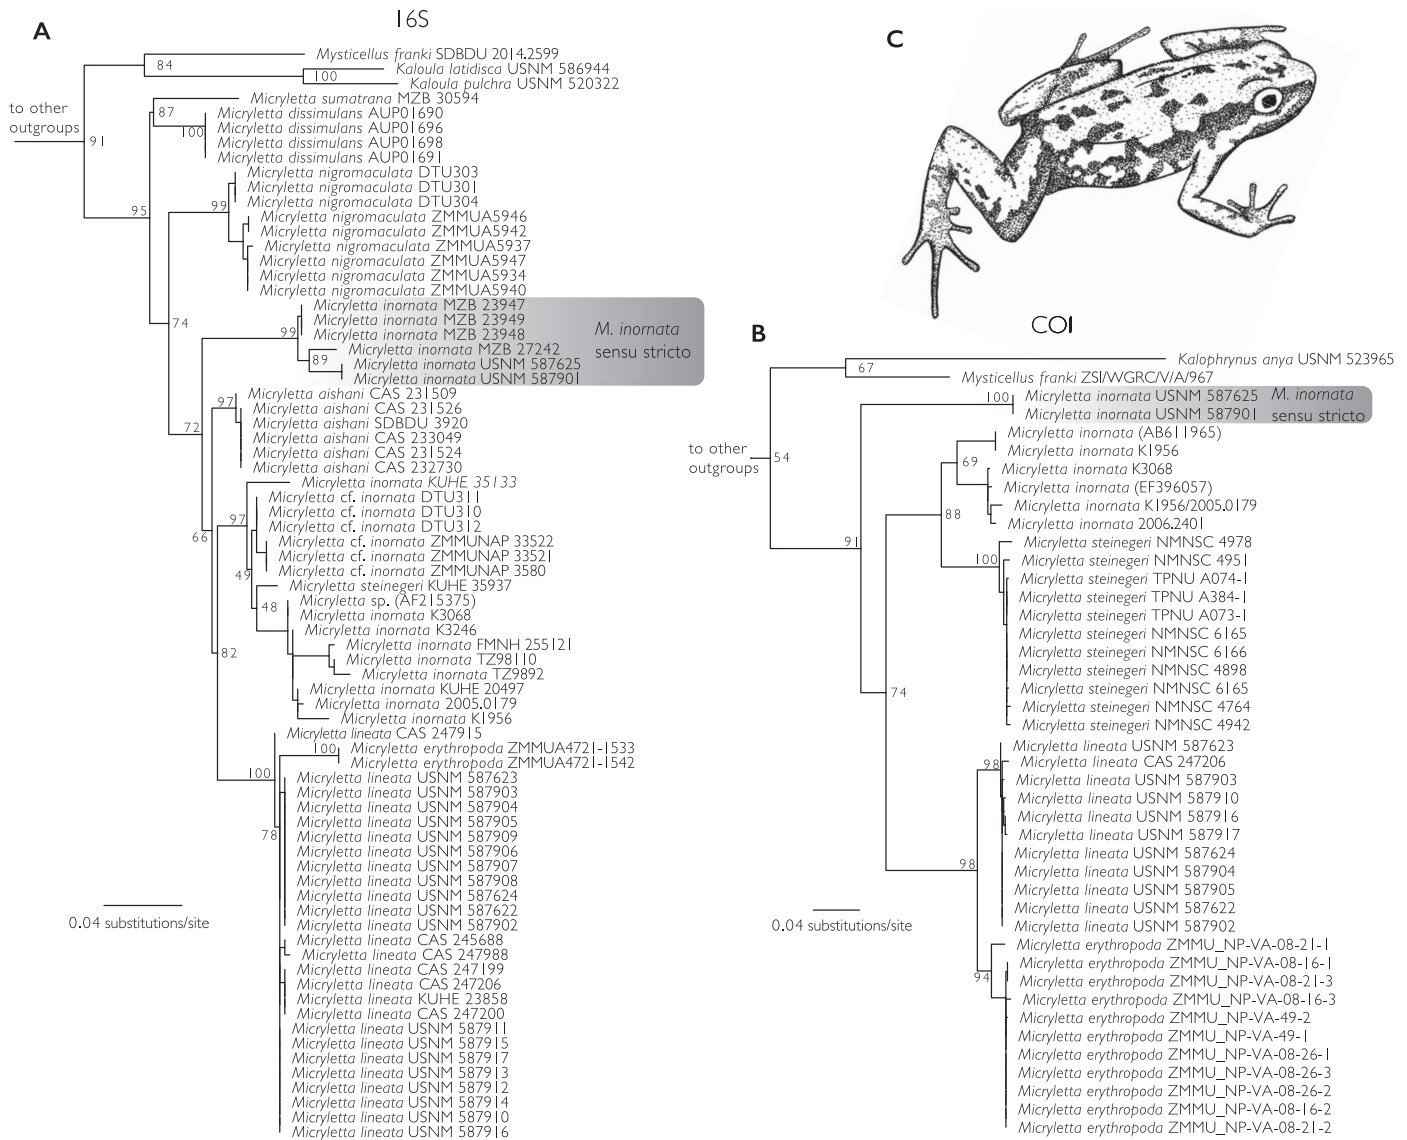 A
16S
Mysticellus franki SDBDU 2014.2599
84
Kaloula latidisca USNM 586944
100
Kaloula pulchra USNM 520322
to other
outgroups
91
Micryletta sumatrana MZB 30594
87
Micryletta dissimulans AUP01690
100
Micryletta dissimulans AUP01696
Micryletta dissimulans AUP01698
Micryletta dissimulans AUP01691
Micryletta nigromaculata DTU303
Micryletta nigromaculata DTU301
Micryletta nigromaculata DTU304
95
99
Micryletta nigromaculata ZMMUA5946
Micryletta nigromaculata ZMMUA5942
Micryletta nigromaculata ZMMUA5937
Micryletta nigromaculata ZMMUA5947
Micryletta nigromaculata ZMMUA5934
Micryletta nigromaculata ZMMUA5940
74
Micryletta inornata MZB 23947
Micryletta inornata MZB 23949
99
Micryletta inornata MZB 23948
Micryletta inornata MZB 27242
89
Micryletta inornata USNM 587625
Micryletta inornata USNM 587901
M. inornata
sensu stricto
Micryletta aishani CAS 231509
97
Micryletta aishani CAS 231526
Micryletta aishani SDBDU 3920
72
Micryletta aishani CAS 233049
Micryletta aishani CAS 231524
Micryletta aishani CAS 232730
Micryletta inornata KUHE 35133
Micryletta cf. inornata DTU311
Micryletta cf. inornata DTU310
97
Micryletta cf. inornata DTU312
66
Micryletta cf. inornata ZMMUNAP 33522
Micryletta cf. inornata ZMMUNAP 33521
49
Micryletta cf. inornata ZMMUNAP 3580
Micryletta steinegeri KUHE 35937
48
Micryletta sp. (AF215375)
Micryletta inornata K3068
Micryletta inornata K3246
Micryletta inornata FMNH 255121
82
Micryletta inornata TZ98110
Micryletta inornata TZ9892
Micryletta inornata KUHE 20497
Micryletta inornata 2005.0179
Micryletta inornata K1956
Micryletta lineata CAS 247915
100
Micryletta erythropoda ZMMUA4721-1533
Micryletta erythropoda ZMMUA4721-1542
100
Micryletta lineata USNM 587623
Micryletta lineata USNM 587903
Micryletta lineata USNM 587904
Micryletta lineata USNM 587905
78
Micryletta lineata USNM 587909
Micryletta lineata USNM 587906
Micryletta lineata USNM 587907
Micryletta lineata USNM 587908
Micryletta lineata USNM 587624
Micryletta lineata USNM 587622
Micryletta lineata USNM 587902
Micryletta lineata CAS 245688
Micryletta lineata CAS 247988
Micryletta lineata CAS 247199
Micryletta lineata CAS 247206
Micryletta lineata KUHE 23858
Micryletta lineata CAS 247200
Micryletta lineata USNM 587911
Micryletta lineata USNM 587915
Micryletta lineata USNM 587917
Micryletta lineata USNM 587913
Micryletta lineata USNM 587912
Micryletta lineata USNM 587914
Micryletta lineata USNM 587910
Micryletta lineata USNM 587916
0.04 substitutions/site
C
B
COI
Kalophrynus anya USNM 523965
67
Mysticellus franki ZSI/WGRC/V/A/967
100
Micryletta inornata USNM 587625
Micryletta inornata USNM 587901
M. inornata
sensu stricto
to other
outgroups
54
Micryletta inornata (AB611965)
Micryletta inornata K1956
69
Micryletta inornata K3068
Micryletta inornata (EF396057)
Micryletta inornata K1956/2005.0179
88
Micryletta inornata 2006.2401
91
Micryletta steinegeri NMNSC 4978
100
Micryletta steinegeri NMNSC 4951
Micryletta steinegeri TPNU A074-1
Micryletta steinegeri TPNU A384-1
Micryletta steinegeri TPNU A073-1
Micryletta steinegeri NMNSC 6165
Micryletta steinegeri NMNSC 6166
Micryletta steinegeri NMNSC 4898
Micryletta steinegeri NMNSC 6165
74
Micryletta steinegeri NMNSC 4764
Micryletta steinegeri NMNSC 4942
Micryletta lineata USNM 587623
98
Micryletta lineata CAS 247206
Micryletta lineata USNM 587903
Micryletta lineata USNM 587910
Micryletta lineata USNM 587916
Micryletta lineata USNM 587917
Micryletta lineata USNM 587624
98
Micryletta lineata USNM 587904
Micryletta lineata USNM 587905
Micryletta lineata USNM 587622
Micryletta lineata USNM 587902
Micryletta erythropoda ZMMU_NP-VA-08-21-1
Micryletta erythropoda ZMMU_NP-VA-08-16-1
94
Micryletta erythropoda ZMMU_NP-VA-08-21-3
Micryletta erythropoda ZMMU_NP-VA-08-16-3
Micryletta erythropoda ZMMU_NP-VA-49-2
Micryletta erythropoda ZMMU_NP-VA-49-1
Micryletta erythropoda ZMMU_NP-VA-08-26-1
Micryletta erythropoda ZMMU_NP-VA-08-26-3
Micryletta erythropoda ZMMU_NP-VA-08-26-2
Micryletta erythropoda ZMMU_NP-VA-08-16-2
Micryletta erythropoda ZMMU_NP-VA-08-21-2
0.04 substitutions/site